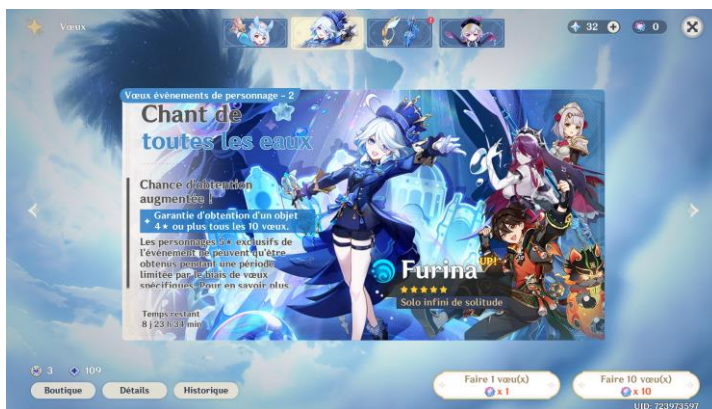 Vœux
32
0
Vœux évènements de personnage - 2
Chant de
toutes les eaux
Chance d'obtention
augmentée !
Garantie d'obtention d'un objet
4★ ou plus tous les 10 vœux.
Les personnages 5★ exclusifs de
l'événement ne peuvent qu'être
obtenus pendant une période
limitée par le biais de vœux
spécifiques. Pour en savoir plus
Temps restant
8 j 23 h 34 min
Furina
UP!
Solo infini de solitude
3
109
Boutique
Détails
Historique
Faire 1 vœu(x)
x 1
Faire 10 vœu(x)
x 10
UID: 723973597